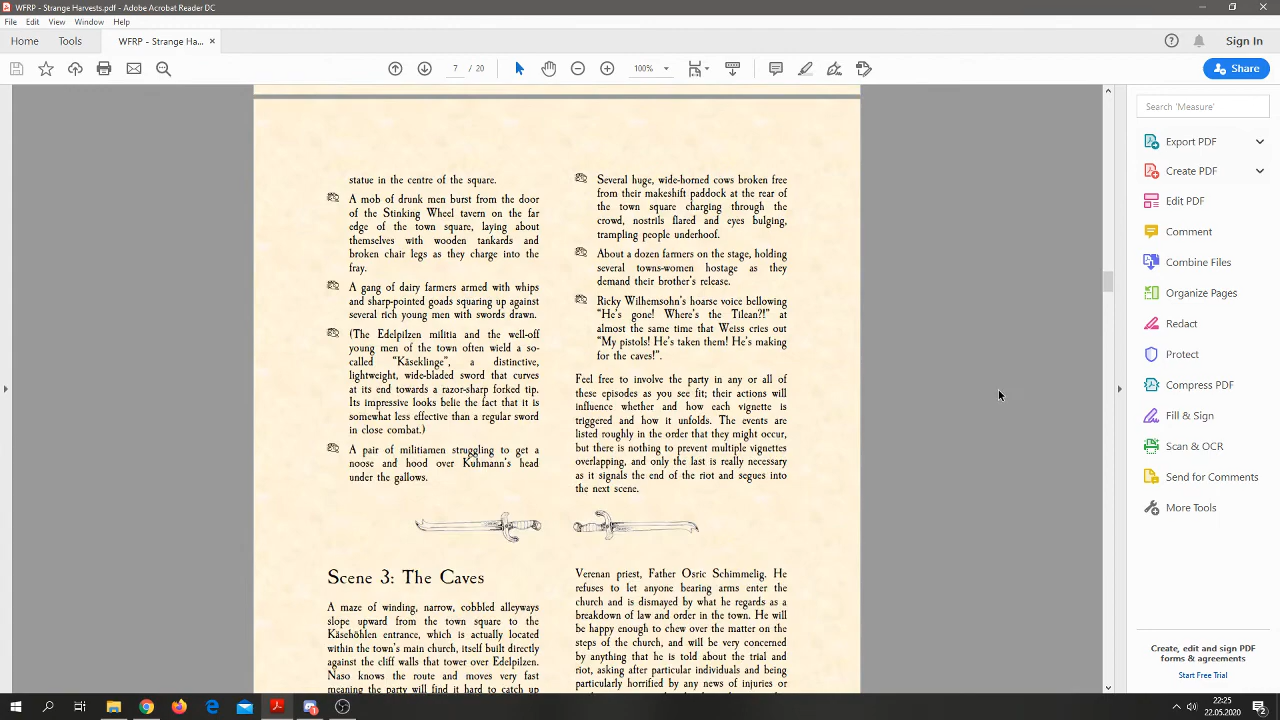 WFRP - Strange Harvests.pdf - Adobe Acrobat Reader DC
File Edit View Window Help
Home Tools WFRP - Strange Ha... × Sign In
7 / 20 100% Share
statue in the centre of the square.
A mob of drunk men burst from the door
of the Stinking Wheel tavern on the far
edge of the town square, laying about
themselves with wooden tankards and
broken chair legs as they charge into the
fray.
A gang of dairy farmers armed with whips
and sharp-pointed goads squaring up against
several rich young men with swords drawn.
(The Edelpilzen militia and the well-off
young men of the town often wield a so-
called “Käseklinge”, a distinctive,
lightweight, wide-bladed sword that curves
at its end towards a razor-sharp forked tip.
Its impressive looks belie the fact that it is
somewhat less effective than a regular sword
in close combat.)
A pair of militiamen struggling to get a
noose and hood over Kuhmann's head
under the gallows.
Several huge, wide-horned cows broken free
from their makeshift paddock at the rear of
the town square charging through the
crowd, nostrils flared and eyes bulging,
trampling people underhoof.
About a dozen farmers on the stage, holding
several towns-women hostage as they
demand their brother's release.
Ricky Wilhemsohn's hoarse voice bellowing
“He's gone! Where's the Tilean?!” at
almost the same time that Weiss cries out
“My pistols! He's taken them! He's making
for the caves!”.
Feel free to involve the party in any or all of
these episodes as you see fit; their actions will
influence whether and how each vignette is
triggered and how it unfolds. The events are
listed roughly in the order that they might occur,
but there is nothing to prevent multiple vignettes
overlapping, and only the last is really necessary
as it signals the end of the riot and segues into
the next scene.
Scene 3: The Caves
A maze of winding, narrow, cobbled alleyways
slope upward from the town square to the
Käsehöhlen entrance, which is actually located
within the town's main church, itself built directly
against the cliff walls that tower over Edelpilzen.
Naso knows the route and moves very fast
meaning the party will find it hard to catch up
Verenan priest, Father Osric Schimmelig. He
refuses to let anyone bearing arms enter the
church and is dismayed by what he regards as a
breakdown of law and order in the town. He will
be happy enough to chew over the matter on the
steps of the church, and will be very concerned
by anything that he is told about the trial and
riot, asking after particular individuals and being
particularly horrified by any news of injuries or
Search 'Measure'
Export PDF
Create PDF
Edit PDF
Comment
Combine Files
Organize Pages
Redact
Protect
Compress PDF
Fill & Sign
Scan & OCR
Send for Comments
More Tools
Create, edit and sign PDF
forms & agreements
Start Free Trial
22:25
22.05.2020